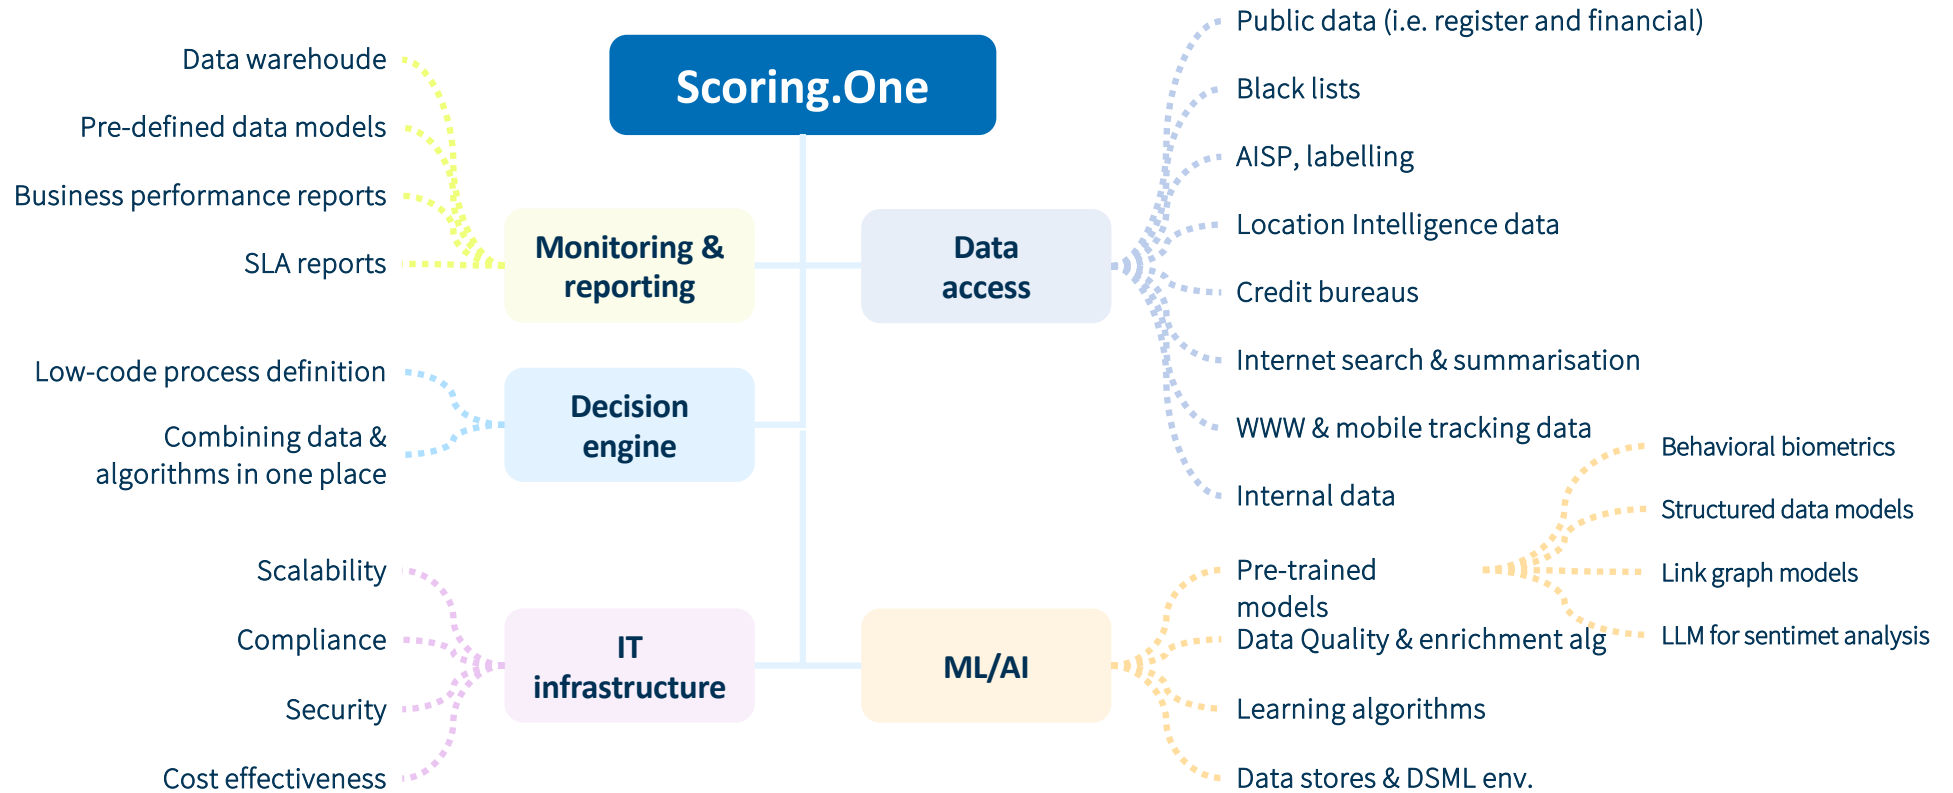 Scoring.One
Data warehoude
Pre-defined data models
Business performance reports
SLA reports
Monitoring &
reporting
Low-code process definition
Combining data &
algorithms in one place
Decision
engine
Scalability
Compliance
Security
Cost effectiveness
IT
infrastructure
Data
access
Public data (i.e. register and financial)
Black lists
AISP, labelling
Location Intelligence data
Credit bureaus
Internet search & summarisation
WWW & mobile tracking data
Internal data
ML/AI
Pre-trained
models
Data Quality & enrichment alg
Learning algorithms
Data stores & DSML env.
Behavioral biometrics
Structured data models
Link graph models
LLM for sentimet analysis